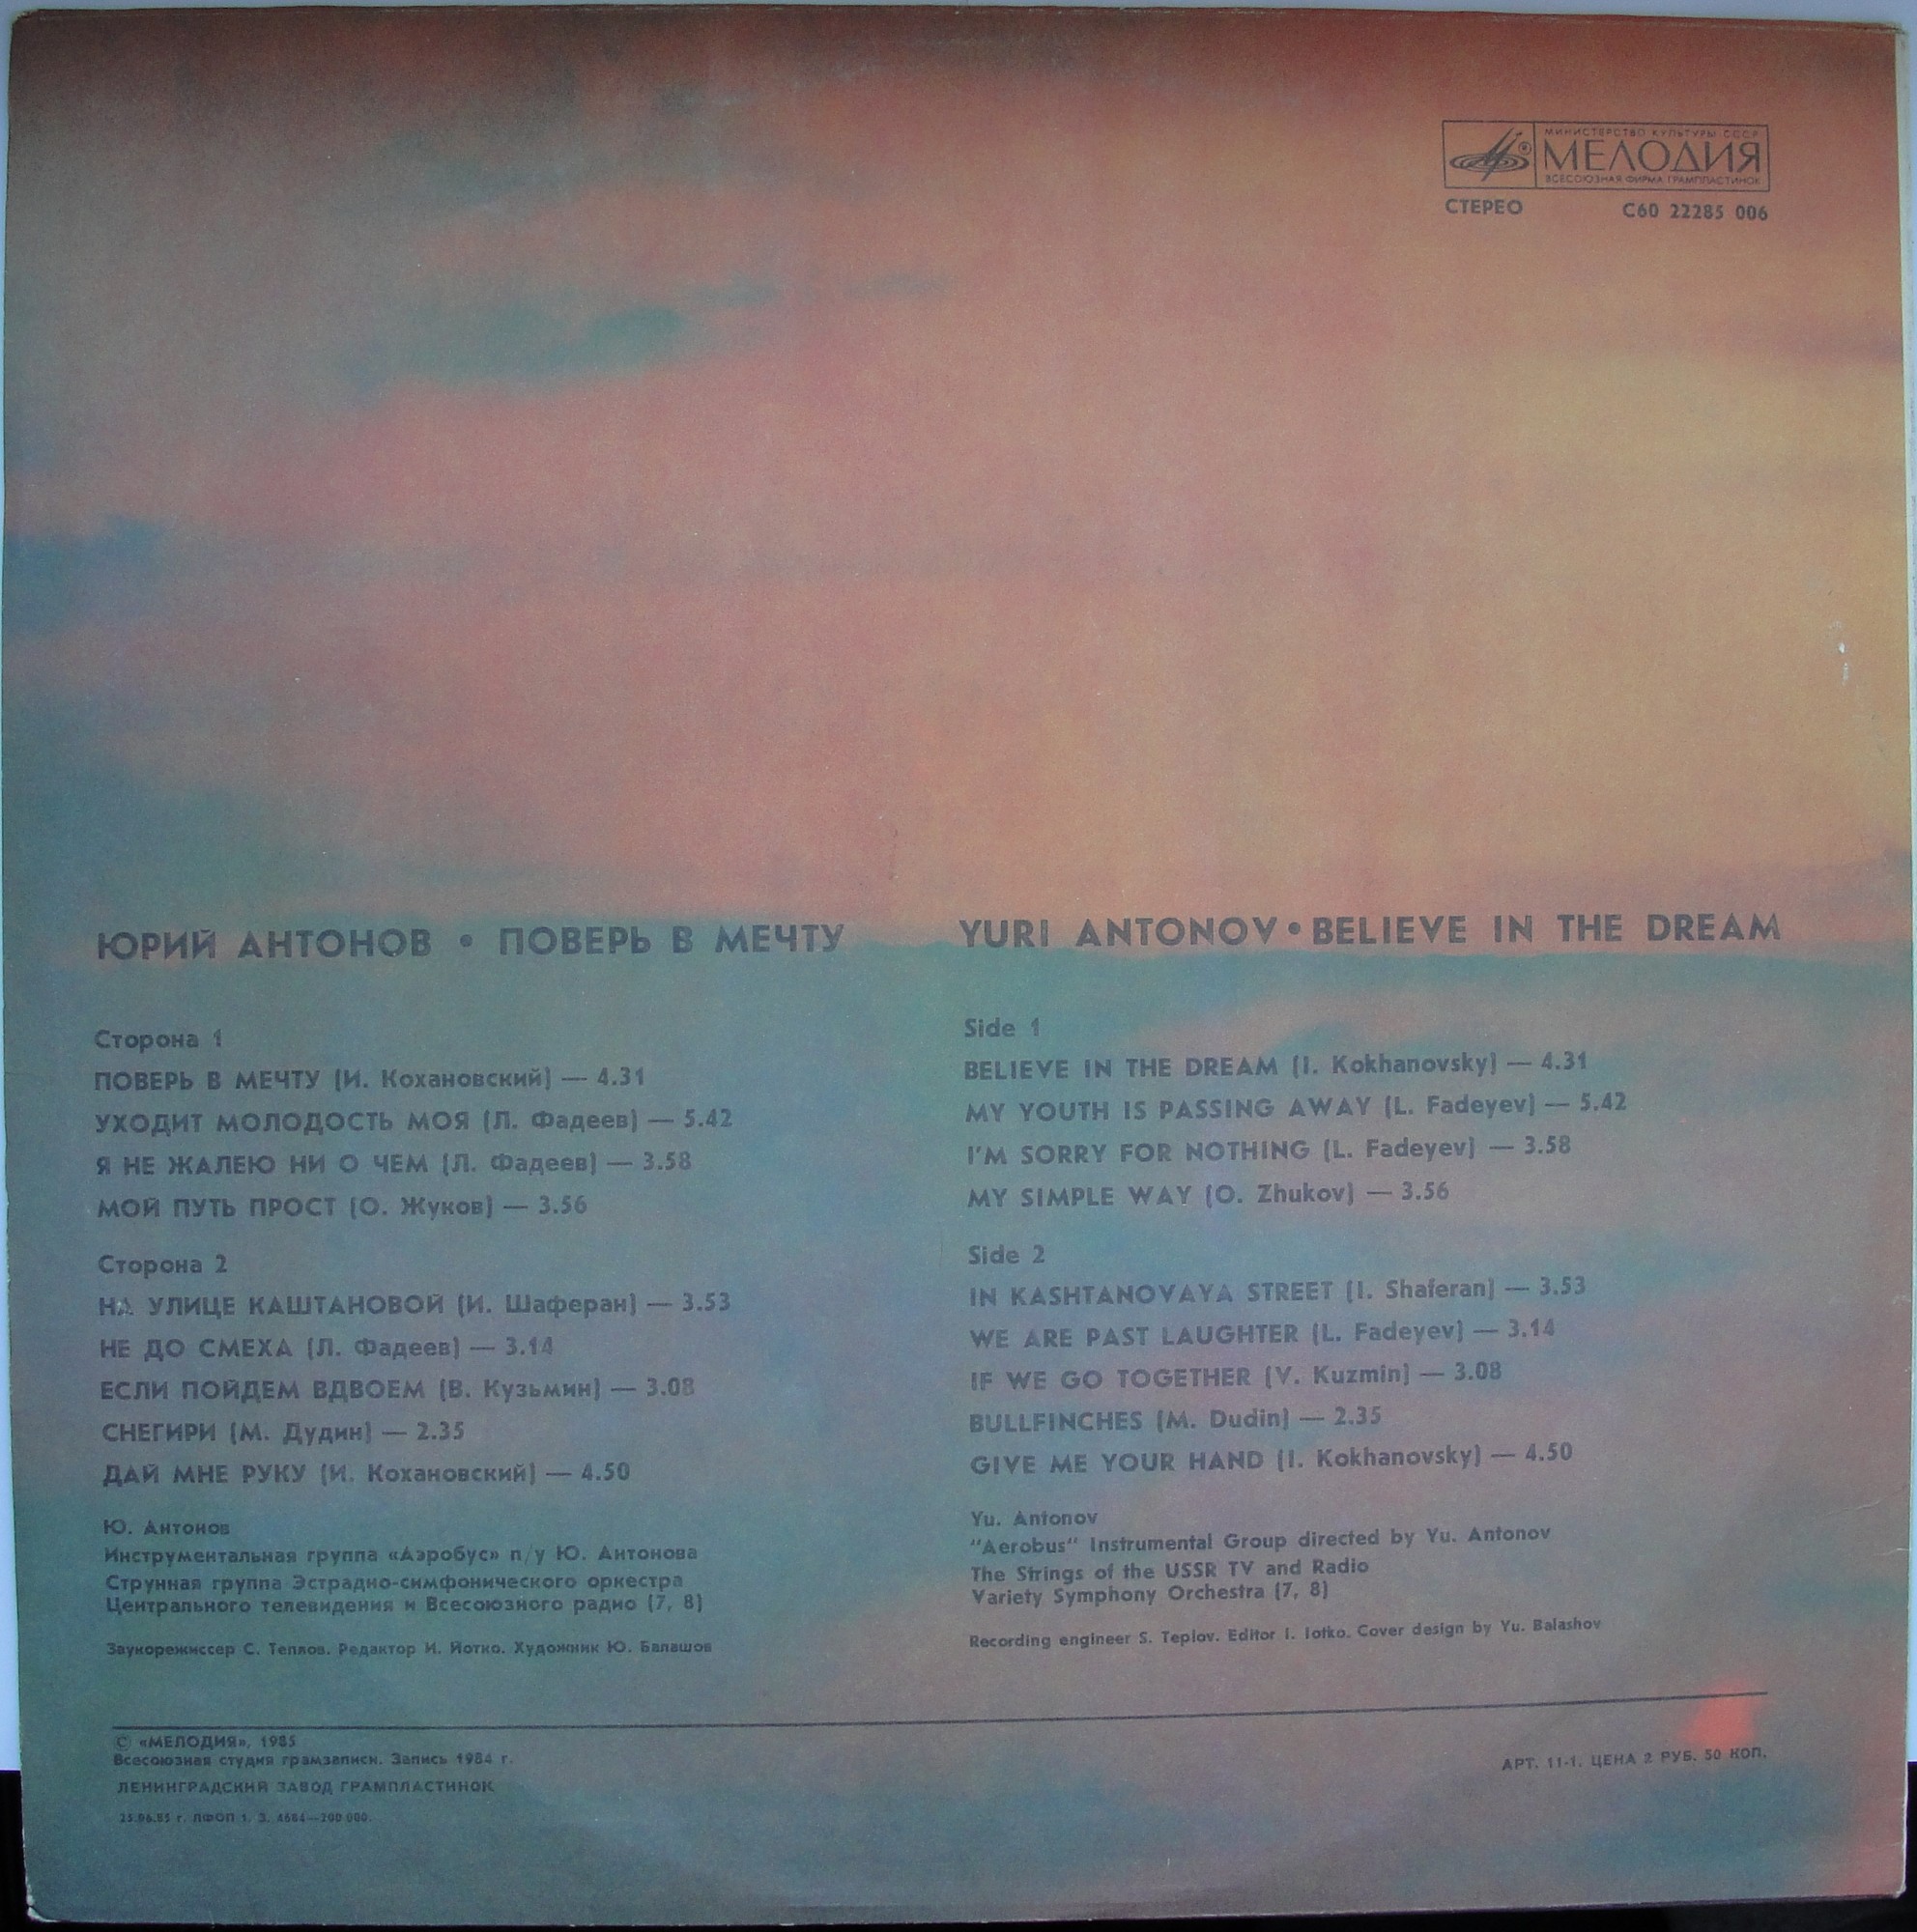 МИНИСТЕРСТВО КУЛЬТУРЫ СССР
МЕЛОДИЯ
ВСЕСОЮЗНАЯ ФИРМА ГРАМПЛАСТИНОК
СТЕРЕО С60 22285 006
ЮРИЙ АНТОНОВ • ПОВЕРЬ В МЕЧТУ
Сторона 1
ПОВЕРЬ В МЕЧТУ (И. Кохановский) — 4.31
УХОДИТ МОЛОДОСТЬ МОЯ (Л. Фадеев) — 5.42
Я НЕ ЖАЛЕЮ НИ О ЧЕМ (Л. Фадеев) — 3.58
МОЙ ПУТЬ ПРОСТ (О. Жуков) — 3.56
Сторона 2
НА УЛИЦЕ КАШТАНОВОЙ (И. Шаферан) — 3.53
НЕ ДО СМЕХА (Л. Фадеев) — 3.14
ЕСЛИ ПОЙДЕМ ВДВОЕМ (В. Кузьмин) — 3.08
СНЕГИРИ (М. Дудин) — 2.35
ДАЙ МНЕ РУКУ (И. Кохановский) — 4.50
Ю. Антонов
Инструментальная группа «Аэробус» п/у Ю. Антонова
Струнная группа Эстрадно-симфонического оркестра
Центрального телевидения и Всесоюзного радио (7, 8)
Звукорежиссер С. Теплов. Редактор И. Йотко. Художник Ю. Балашов
YURI ANTONOV • BELIEVE IN THE DREAM
Side 1
BELIEVE IN THE DREAM (I. Kokhanovsky) — 4.31
MY YOUTH IS PASSING AWAY (L. Fadeyev) — 5.42
I'M SORRY FOR NOTHING (L. Fadeyev) — 3.58
MY SIMPLE WAY (O. Zhukov) — 3.56
Side 2
IN KASHTANOVAYA STREET (I. Shaferan) — 3.53
WE ARE PAST LAUGHTER (L. Fadeyev) — 3.14
IF WE GO TOGETHER (V. Kuzmin) — 3.08
BULLFINCHES (M. Dudin) — 2.35
GIVE ME YOUR HAND (I. Kokhanovsky) — 4.50
Yu. Antonov
"Aerobus" Instrumental Group directed by Yu. Antonov
The Strings of the USSR TV and Radio
Variety Symphony Orchestra (7, 8)
Recording engineer S. Teplov. Editor I. Iotko. Cover design by Yu. Balashov
© «МЕЛОДИЯ», 1985
Всесоюзная студия грамзаписи. Запись 1984 г.
ЛЕНИНГРАДСКИЙ ЗАВОД ГРАМПЛАСТИНОК
25.06.85 г. ЛФОП 1. З. 4684—200 000.
АРТ. 11-1. ЦЕНА 2 РУБ. 50 КОП.